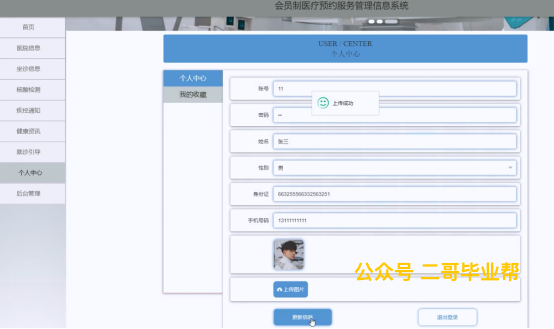 会员制医疗预约服务管理信息系统
首页
医院信息
坐诊信息
核酸检测
疾控通知
健康资讯
就诊引导
个人中心
后台管理
USER / CENTER
个人中心
个人中心
我的收藏
账号 11
上传成功
密码
姓名 张三
性别 男
身份证 663255566332563251
手机号码 13111111111
上传图片
公众号 二哥毕业帮
更新信息
退出登录